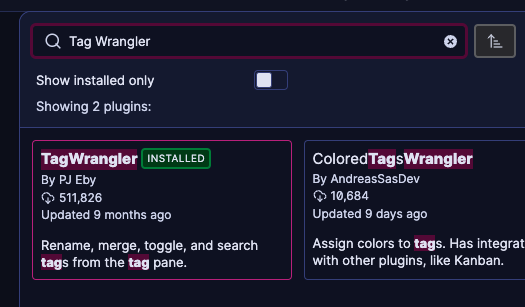 Tag Wrangler
Show installed only
Showing 2 plugins:
TagWrangler INSTALLED
By PJ Eby
511,826
Updated 9 months ago
Rename, merge, toggle, and search
tags from the tag pane.
ColoredTagsWrangler
By AndreasSasDev
10,684
Updated 9 days ago
Assign colors to tags. Has integrat
with other plugins, like Kanban.